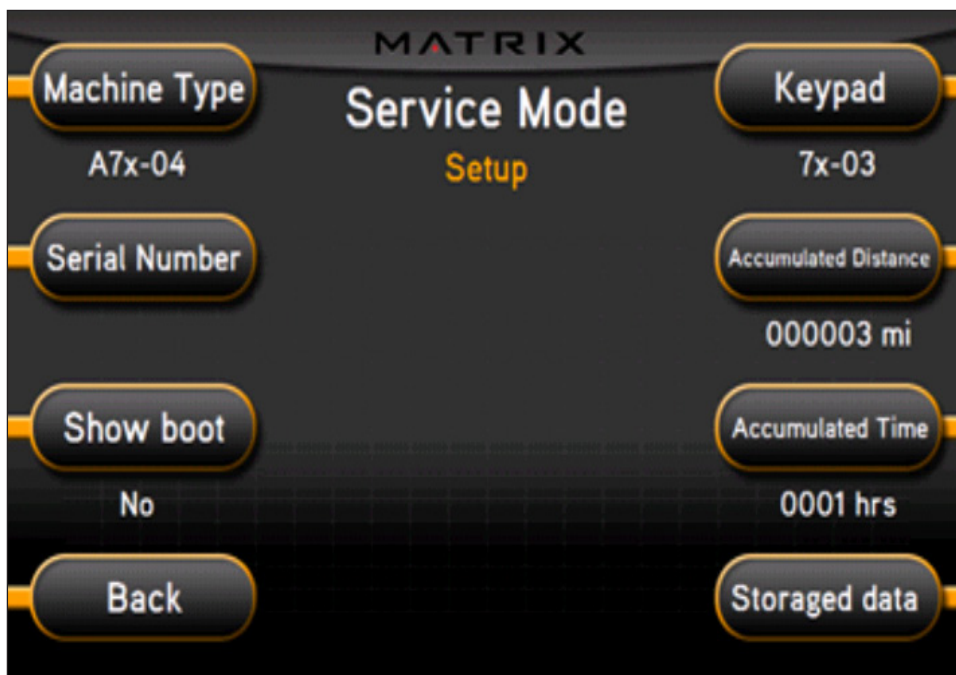 MATRIX
Service Mode
Setup
Machine Type
A7x-04
Serial Number
Show boot
No
Back
Keypad
7x-03
Accumulated Distance
000003 mi
Accumulated Time
0001 hrs
Storaged data